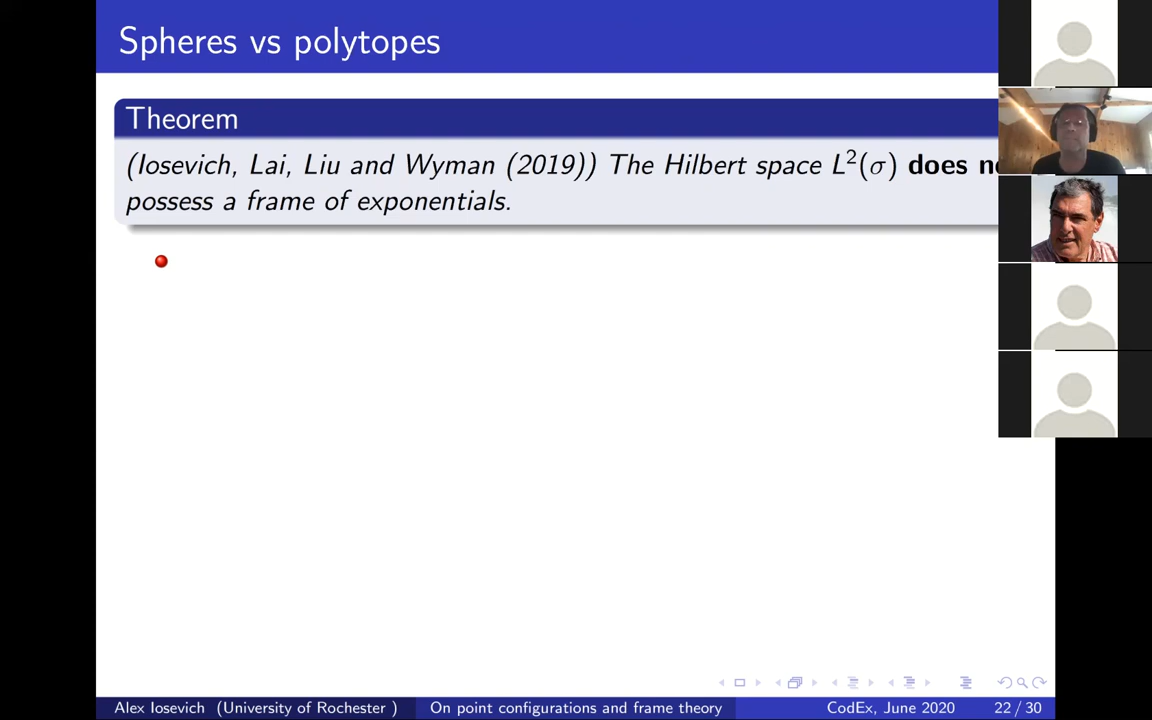 Spheres vs polytopes
Theorem
(Iosevich, Lai, Liu and Wyman (2019)) The Hilbert space L²(σ) does
possess a frame of exponentials.
Alex Iosevich (University of Rochester ) On point configurations and frame theory CodEx, June 2020 22 / 30